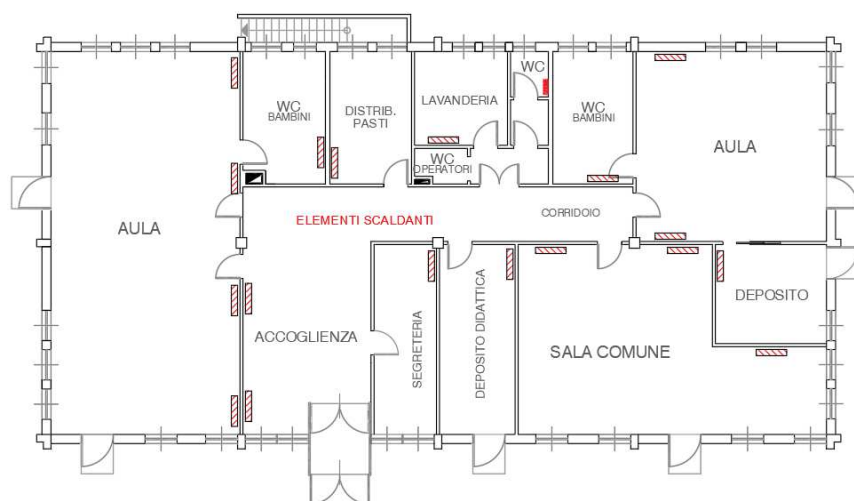 WC
BAMBINI
DISTRIB.
PASTI
LAVANDERIA
WC
WC
BAMBINI
AULA
WC
OPERATORI
ELEMENTI SCALDANTI
CORRIDOIO
AULA
ACCOGLIENZA
SEGRETERIA
DEPOSITO DIDATTICA
SALA COMUNE
DEPOSITO